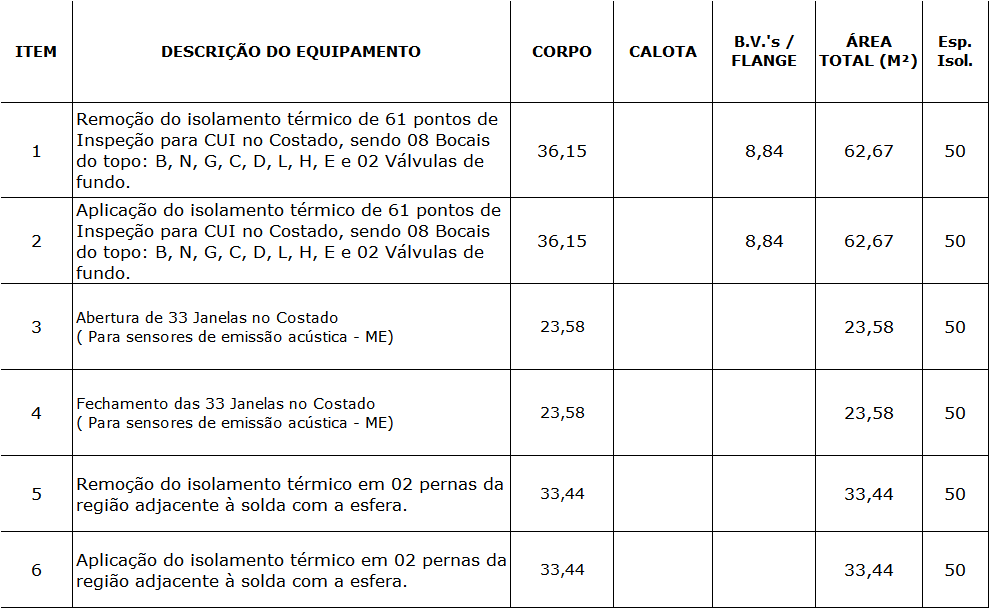 ITEM DESCRIÇÃO DO EQUIPAMENTO CORPO CALOTA B.V.'s / FLANGE ÁREA TOTAL (M²) Esp. Isol.
1 Remoção do isolamento térmico de 61 pontos de
Inspeção para CUI no Costado, sendo 08 Bocais
do topo: B, N, G, C, D, L, H, E e 02 Válvulas de
fundo.
36,15 8,84 62,67 50
2 Aplicação do isolamento térmico de 61 pontos de
Inspeção para CUI no Costado, sendo 08 Bocais
do topo: B, N, G, C, D, L, H, E e 02 Válvulas de
fundo.
36,15 8,84 62,67 50
3 Abertura de 33 Janelas no Costado
( Para sensores de emissão acústica - ME)
23,58 23,58 50
4 Fechamento das 33 Janelas no Costado
( Para sensores de emissão acústica - ME)
23,58 23,58 50
5 Remoção do isolamento térmico em 02 pernas da
região adjacente à solda com a esfera.
33,44 33,44 50
6 Aplicação do isolamento térmico em 02 pernas da
região adjacente à solda com a esfera.
33,44 33,44 50